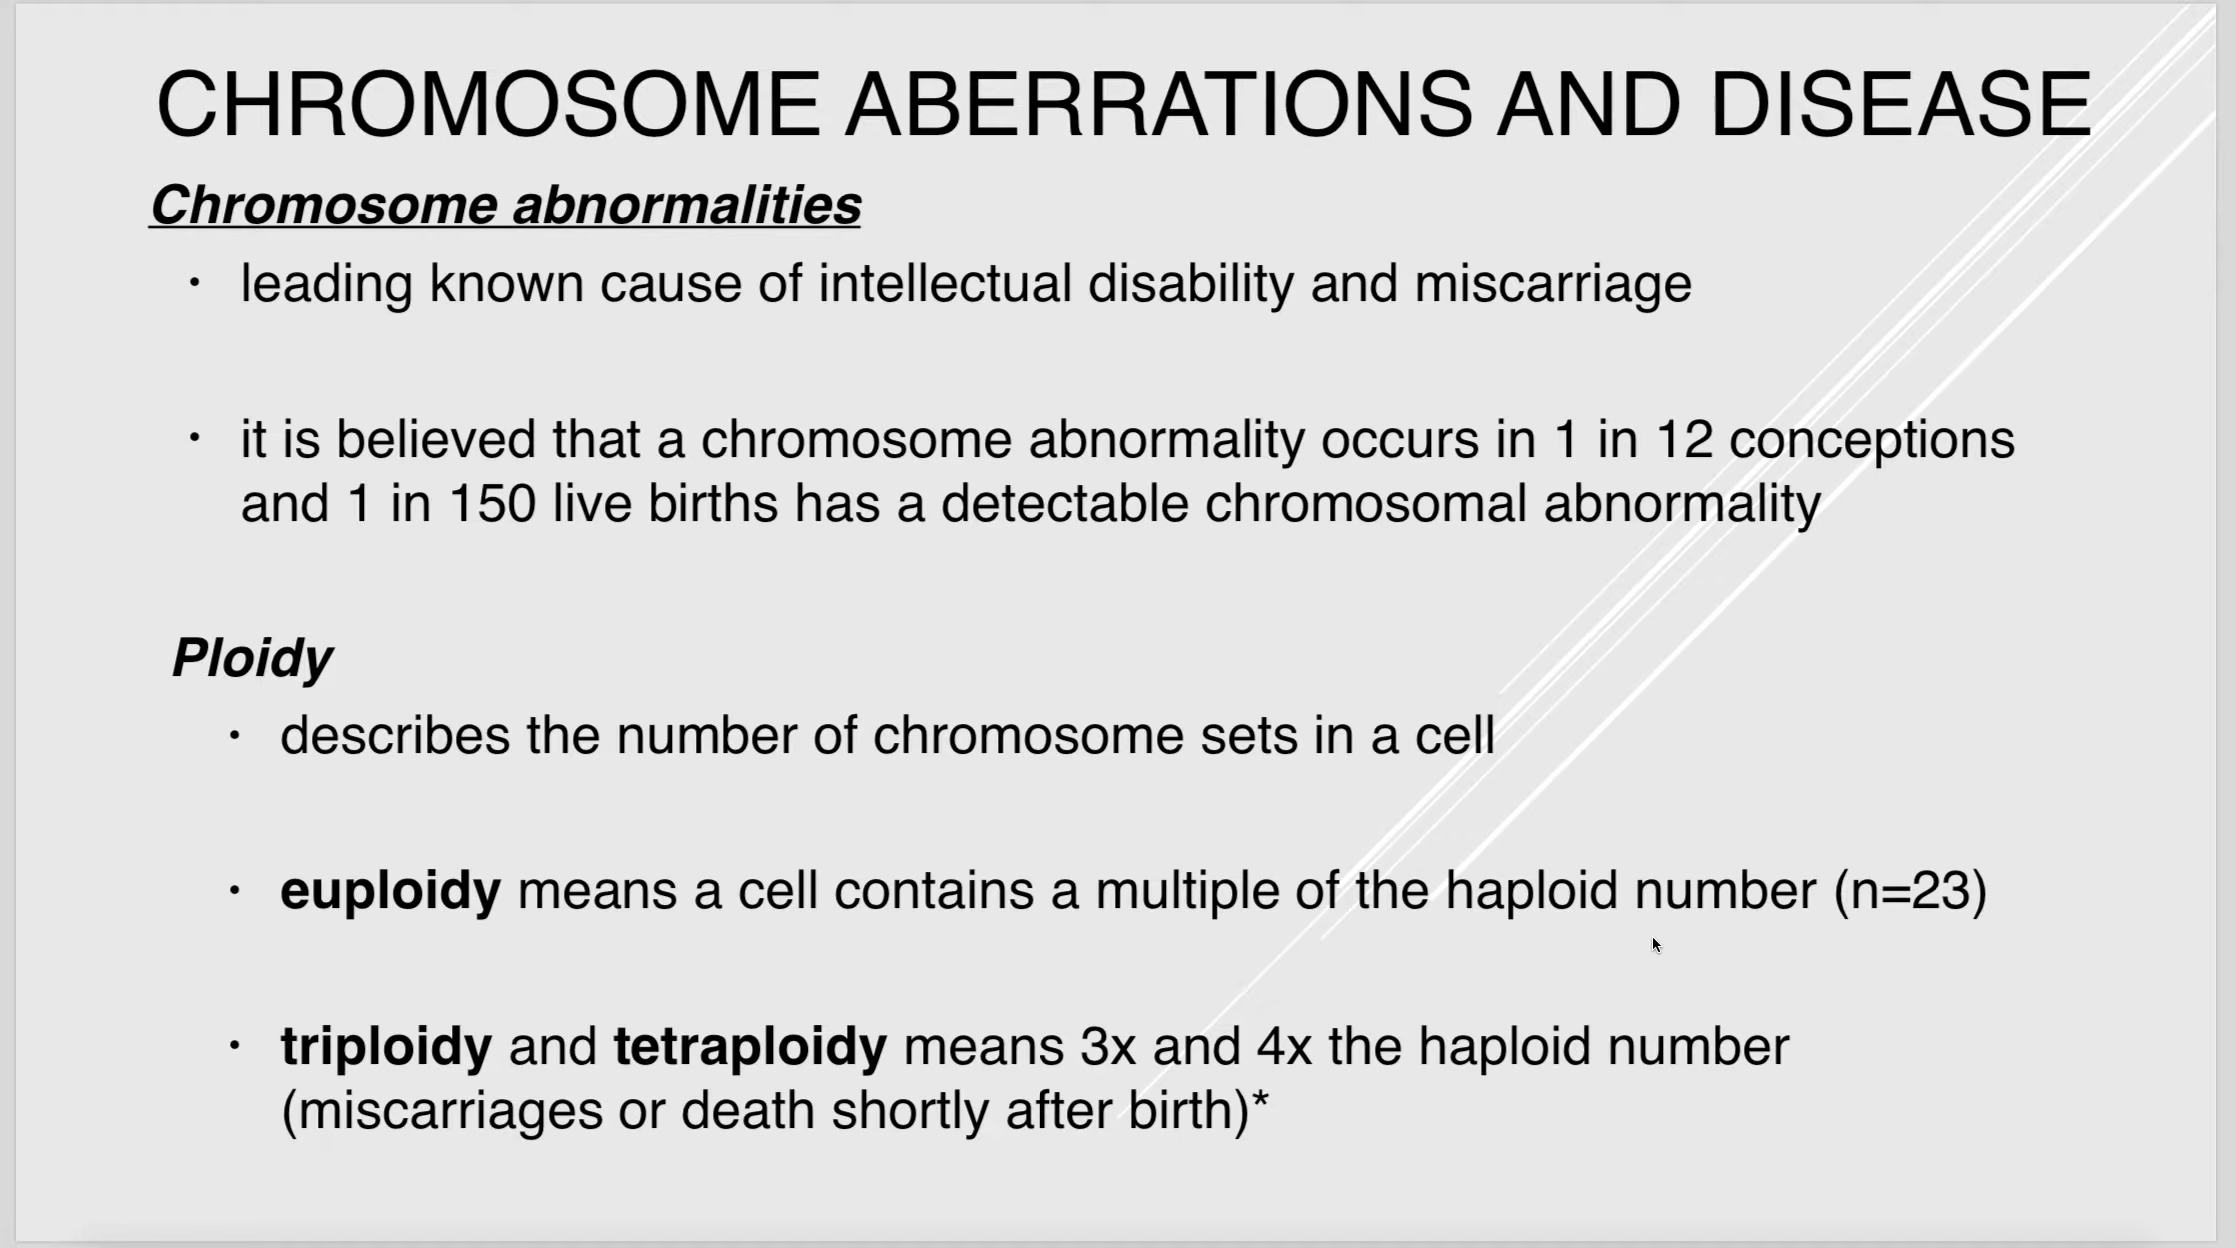 CHROMOSOME ABERRATIONS AND DISEASE
Chromosome abnormalities
• leading known cause of intellectual disability and miscarriage
• it is believed that a chromosome abnormality occurs in 1 in 12 conceptions
and 1 in 150 live births has a detectable chromosomal abnormality
Ploidy
• describes the number of chromosome sets in a cell
• euploidy means a cell contains a multiple of the haploid number (n=23)
• triploidy and tetraploidy means 3x and 4x the haploid number
(miscarriages or death shortly after birth)*